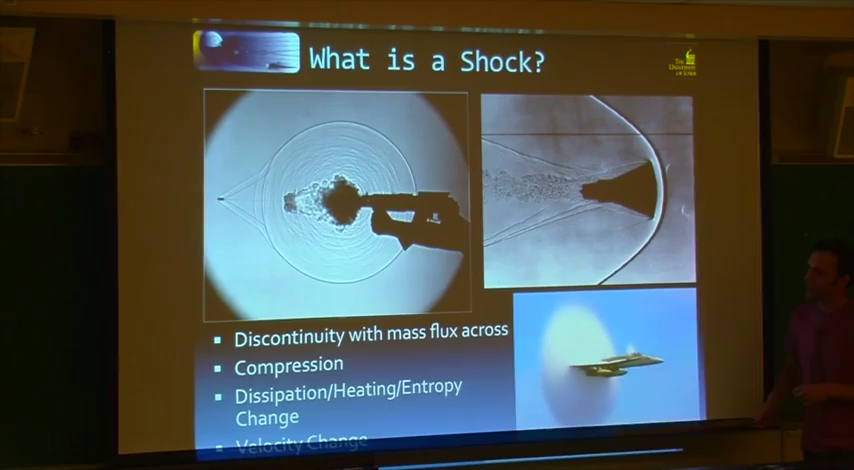 What is a Shock?
THE
UNIVERSITY
OF IOWA
Discontinuity with mass flux across
Compression
Dissipation/Heating/Entropy
Change
Velocity Change